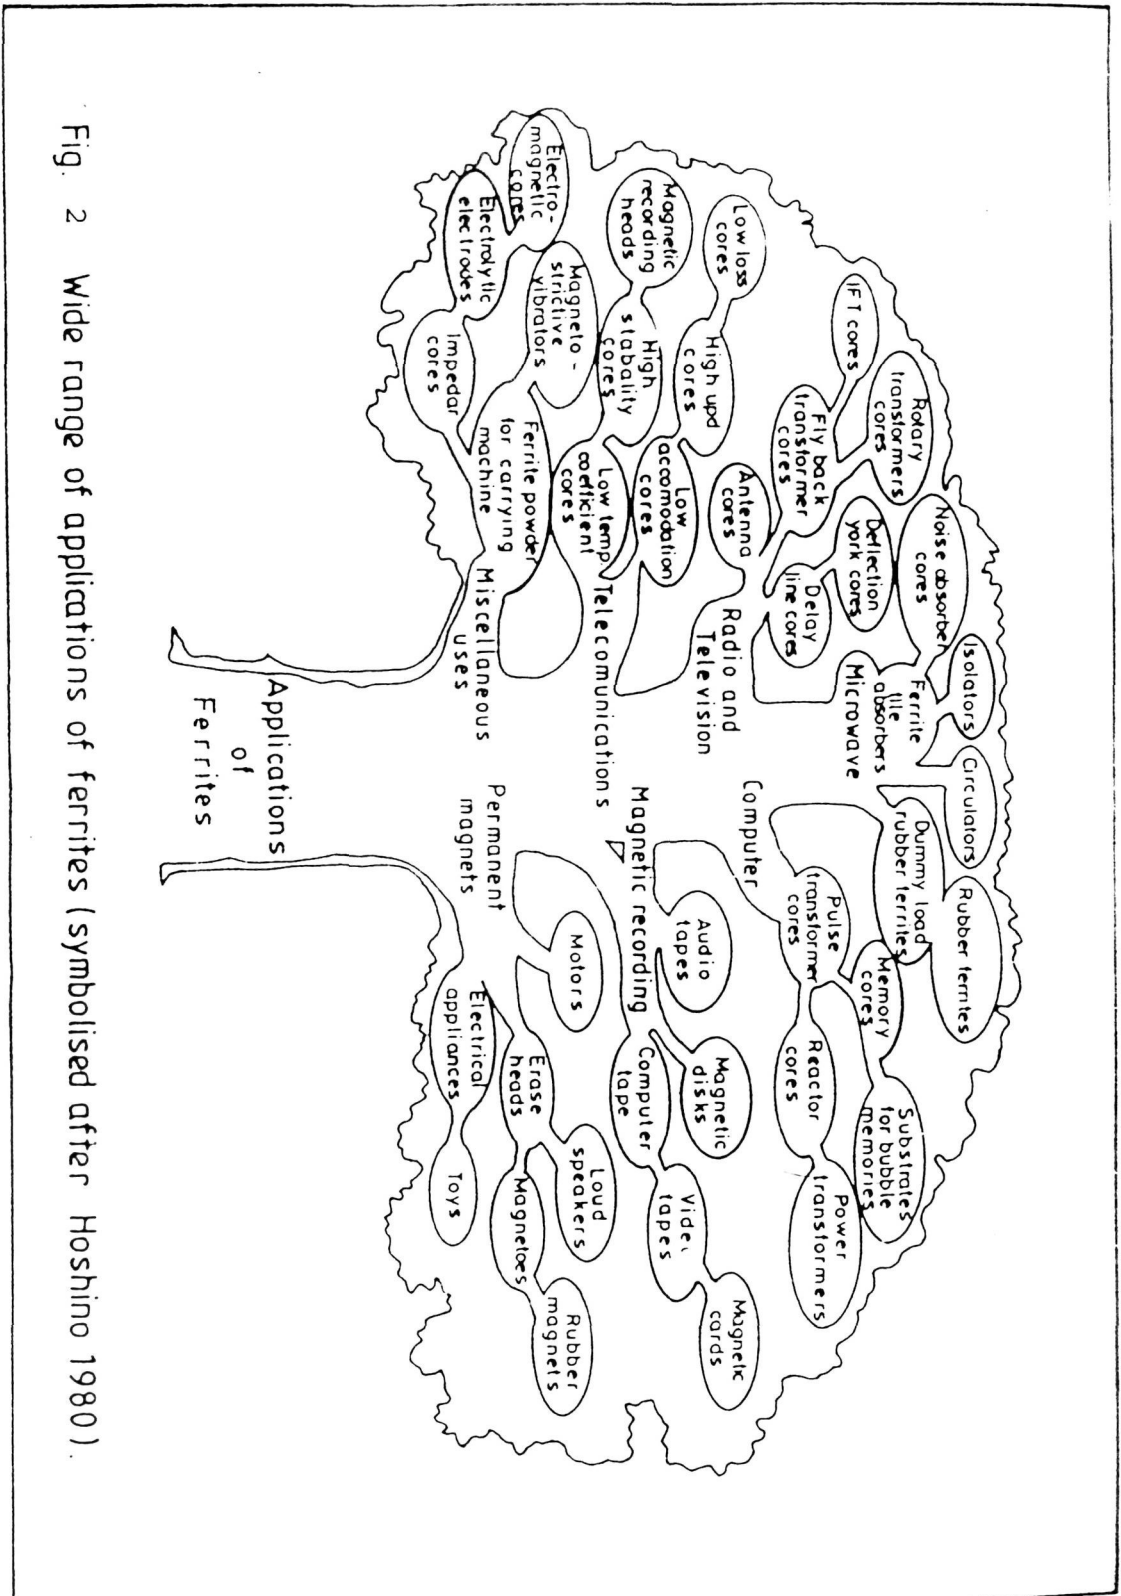 Isolators
Circulators
Rubber ferrites
Noise absorber
cores
Ferrite
tile
absorbers
Microwave
Dummy load
rubber ferrites
Rotary
transformers
cores
IFT cores
Fly back
transformer
cores
Deflection
york cores
Delay
line cores
Antenna
cores
Radio and
Television
Memory
cores
Substrates
for bubble
memories
Pulse
transformer
cores
Reactor
cores
Power
transformers
Computer
Low loss
cores
High upd
cores
Low
accomodation
cores
Magnetic
recording
heads
High
stabality
cores
Low temp.
coefficient
cores
Telecomunications
Audio
tapes
Magnetic
disks
Magnetic recording
Computer
tape
tapes
Magnetic
cards
Electro-
magnetic
cores
Magneto-
strictive
vibrators
Electrolytic
electrodes
Impedar
cores
Ferrite powder
for carrying
machine
Miscellaneous
uses
Permanent
magnets
Motors
Erase
heads
Loud
speakers
Magnetoes
Rubber
magnets
Electrical
appliances
Toys
Applications
of
Ferrites
Fig. 2 Wide range of applications of ferrites (symbolised after Hoshino 1980).